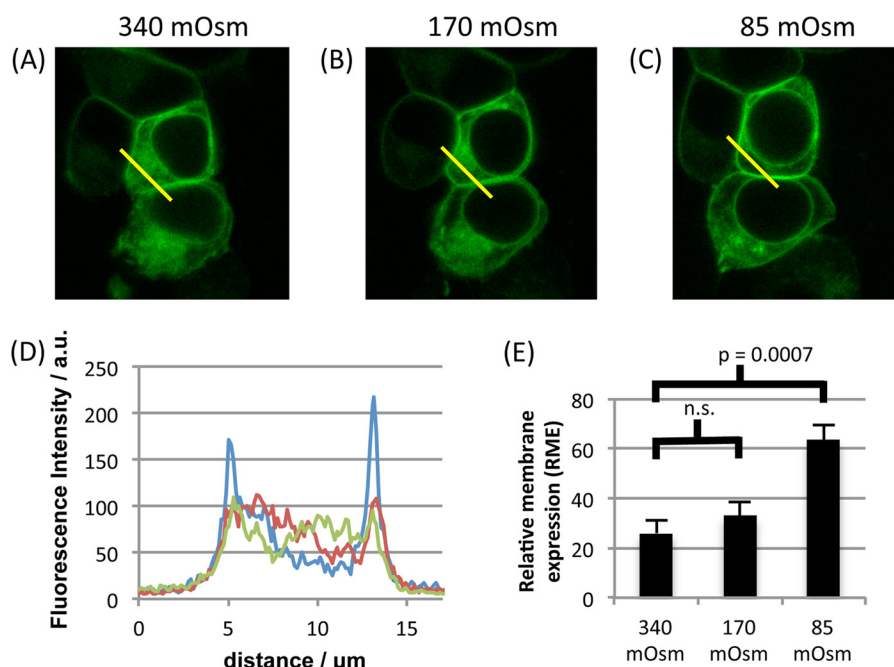 340 mOsm
170 mOsm
85 mOsm
(A)
(B)
(C)
(D)
Fluorescence Intensity / a.u.
250
200
150
100
50
0
0
5
10
15
distance / μm
(E)
p = 0.0007
n.s.
Relative membrane
expression (RME)
80
60
40
20
0
340
mOsm
170
mOsm
85
mOsm